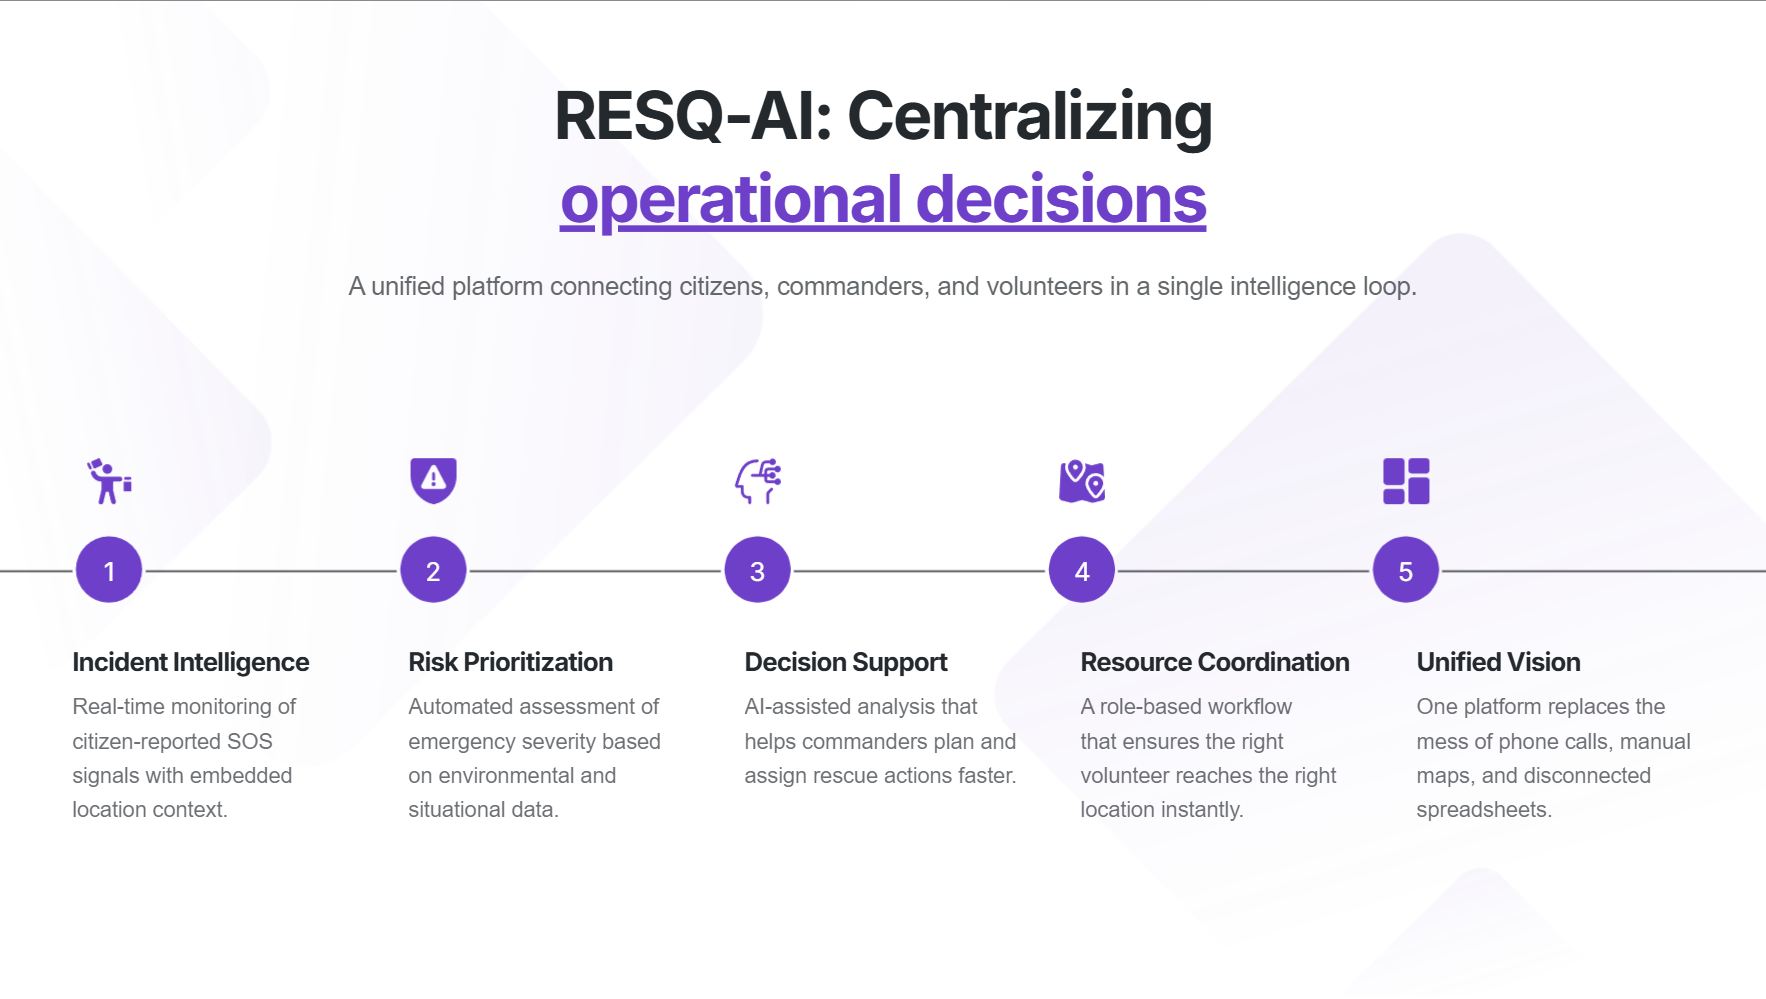 RESQ-AI: Centralizing
operational decisions
A unified platform connecting citizens, commanders, and volunteers in a single intelligence loop.
1
2
3
4
5
Incident Intelligence
Real-time monitoring of
citizen-reported SOS
signals with embedded
location context.
Risk Prioritization
Automated assessment of
emergency severity based
on environmental and
situational data.
Decision Support
AI-assisted analysis that
helps commanders plan and
assign rescue actions faster.
Resource Coordination
A role-based workflow
that ensures the right
volunteer reaches the right
location instantly.
Unified Vision
One platform replaces the
mess of phone calls, manual
maps, and disconnected
spreadsheets.